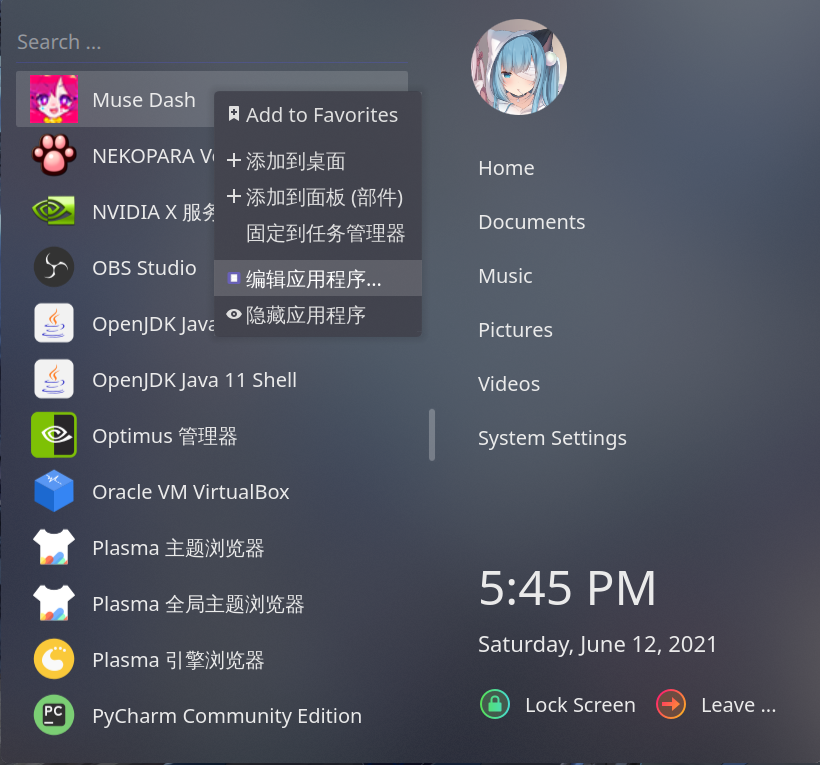 Search ...
Muse Dash
NEKOPARA Vo
NVIDIA X 服务
OBS Studio
OpenJDK Java
OpenJDK Java 11 Shell
Optimus 管理器
Oracle VM VirtualBox
Plasma 主题浏览器
Plasma 全局主题浏览器
Plasma 引擎浏览器
PC
PyCharm Community Edition
Add to Favorites
添加到桌面
添加到面板 (部件)
固定到任务管理器
编辑应用程序...
隐藏应用程序
Home
Documents
Music
Pictures
Videos
System Settings
5:45 PM
Saturday, June 12, 2021
Lock Screen
Leave ...